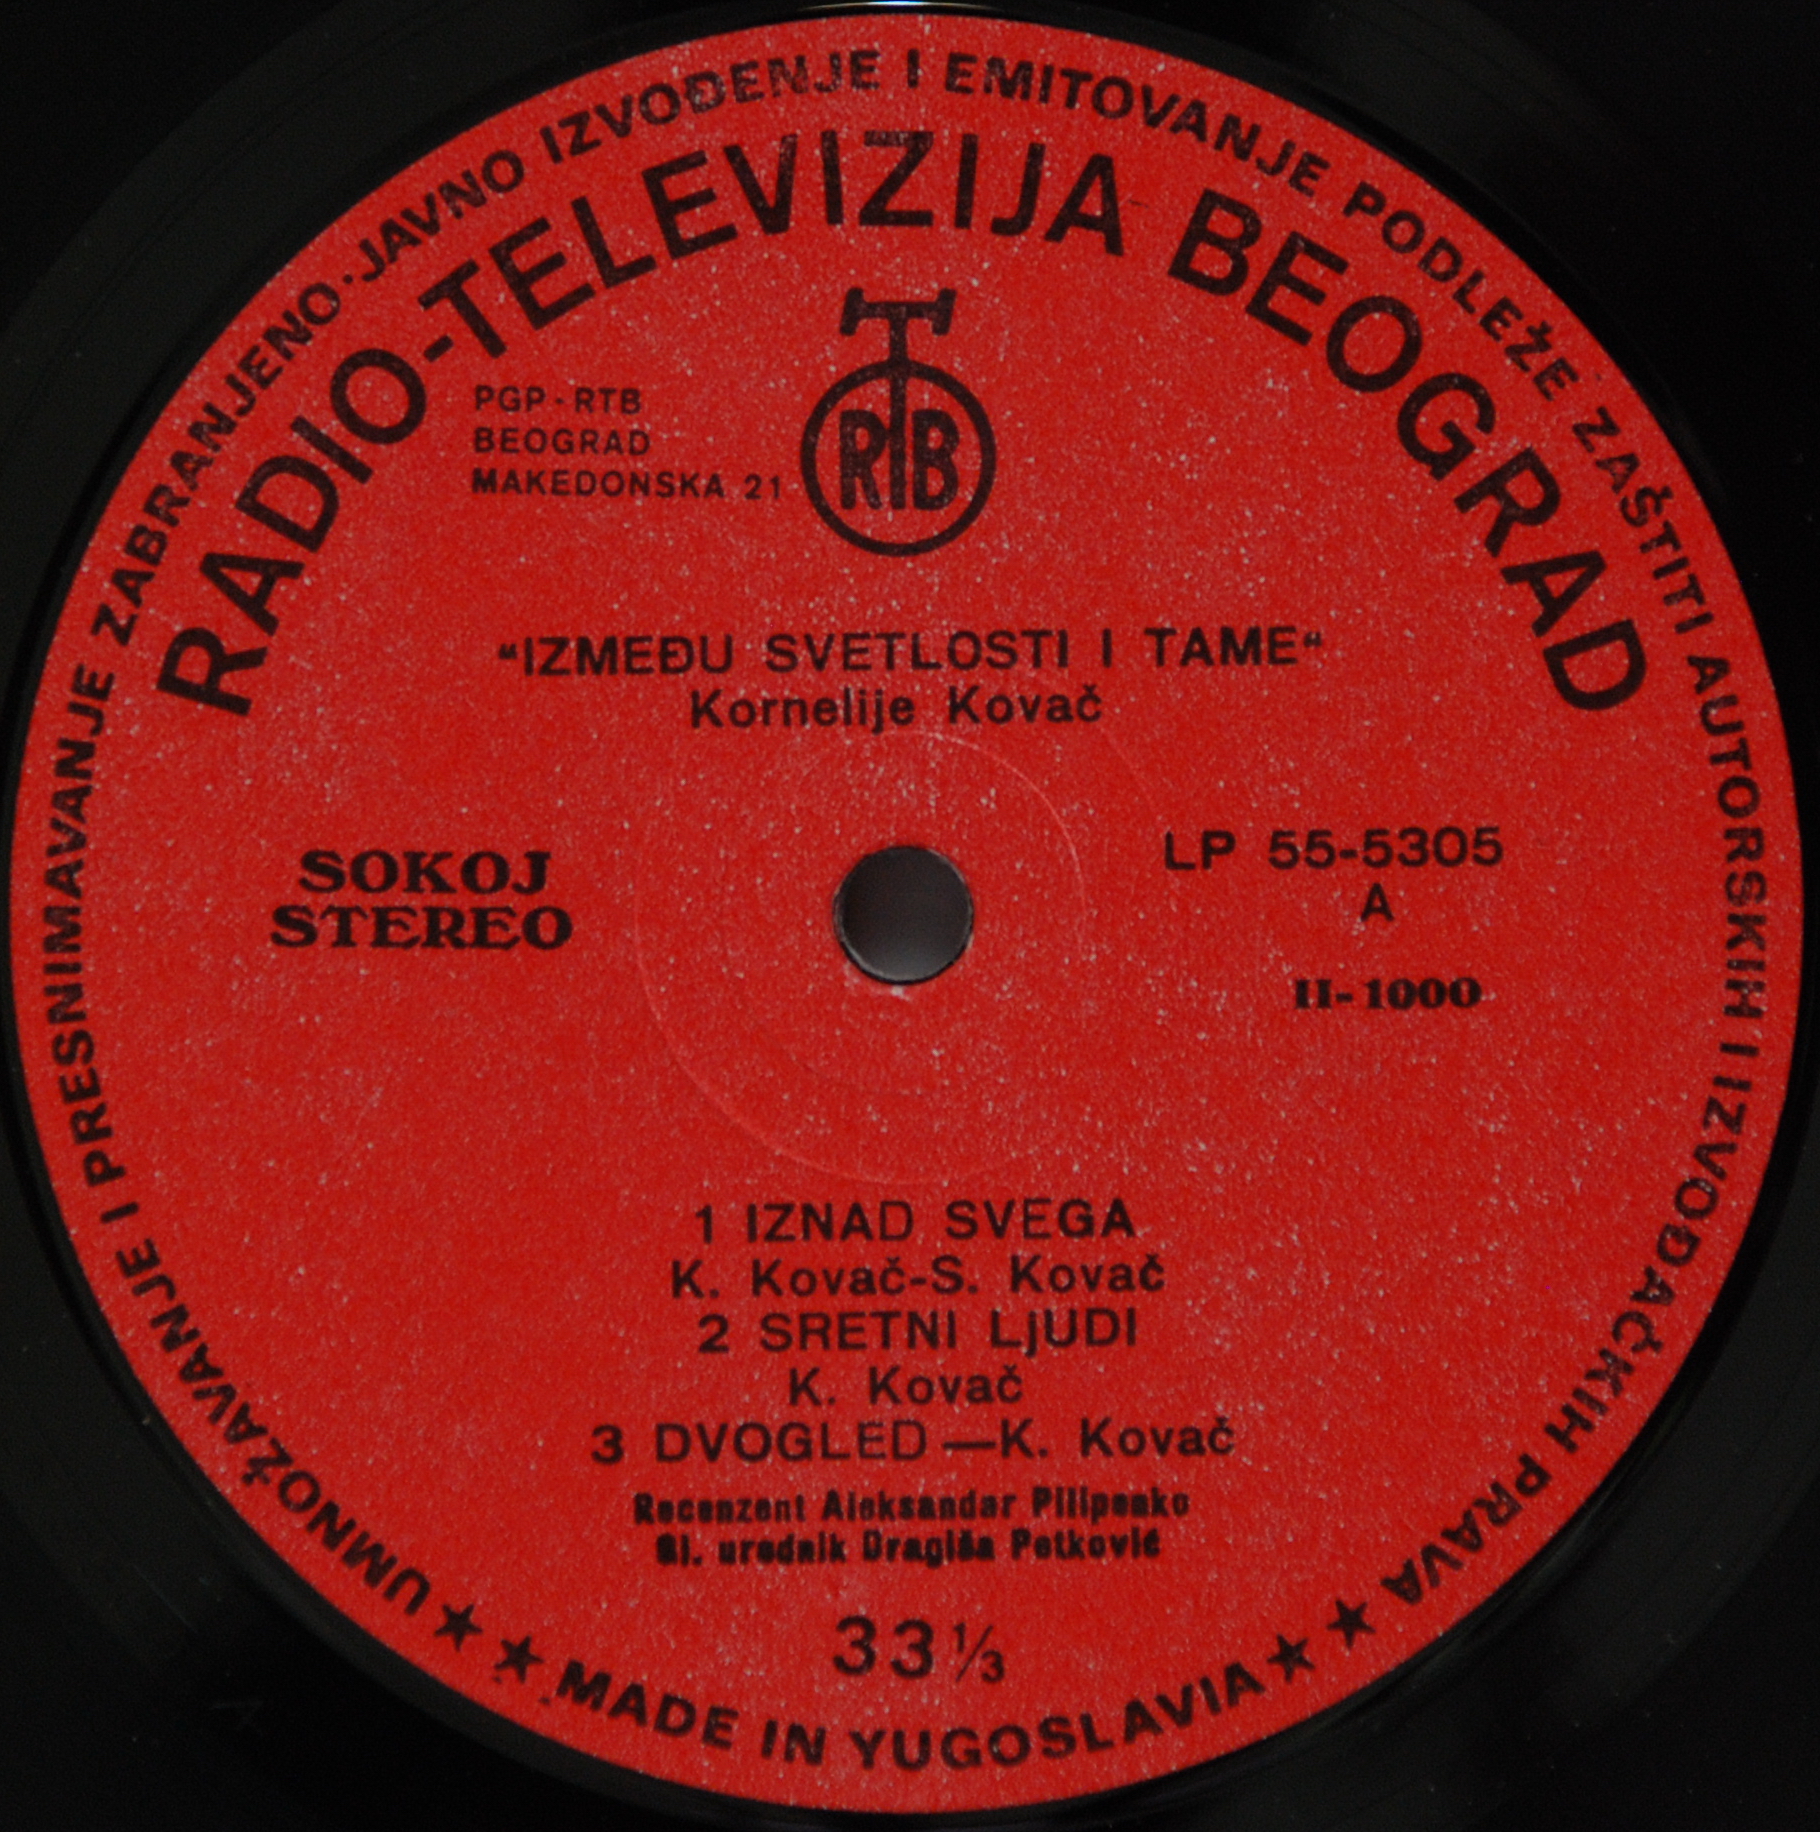 UMNOŽAVANJE I PRESNIMAVANJE ZABRANJENO · JAVNO IZVOĐENJE I EMITOVANJE PODLEŽE ZAŠTITI AUTORSKIH I IZVOĐAČKIH PRAVA
RADIO-TELEVIZIJA BEOGRAD
PGP - RTB
BEOGRAD
MAKEDONSKA 21
RTB
"IZMEĐU SVETLOSTI I TAME"
Kornelije Kovač
SOKOJ
STEREO
LP 55-5305
A
II-1000
1 IZNAD SVEGA
K. Kovač-S. Kovač
2 SRETNI LjUDI
K. Kovač
3 DVOGLED —K. Kovač
Recenzent Aleksandar Pilipenko
Gl. urednik Dragiša Petković
33 1/3
★ ★ MADE IN YUGOSLAVIA ★ ★